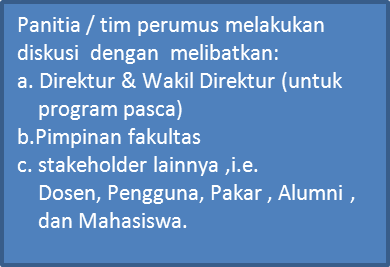 Panitia / tim perumus melakukan
diskusi dengan melibatkan:
a. Direktur & Wakil Direktur (untuk
program pasca)
b.Pimpinan fakultas
c. stakeholder lainnya ,i.e.
Dosen, Pengguna, Pakar , Alumni ,
dan Mahasiswa.